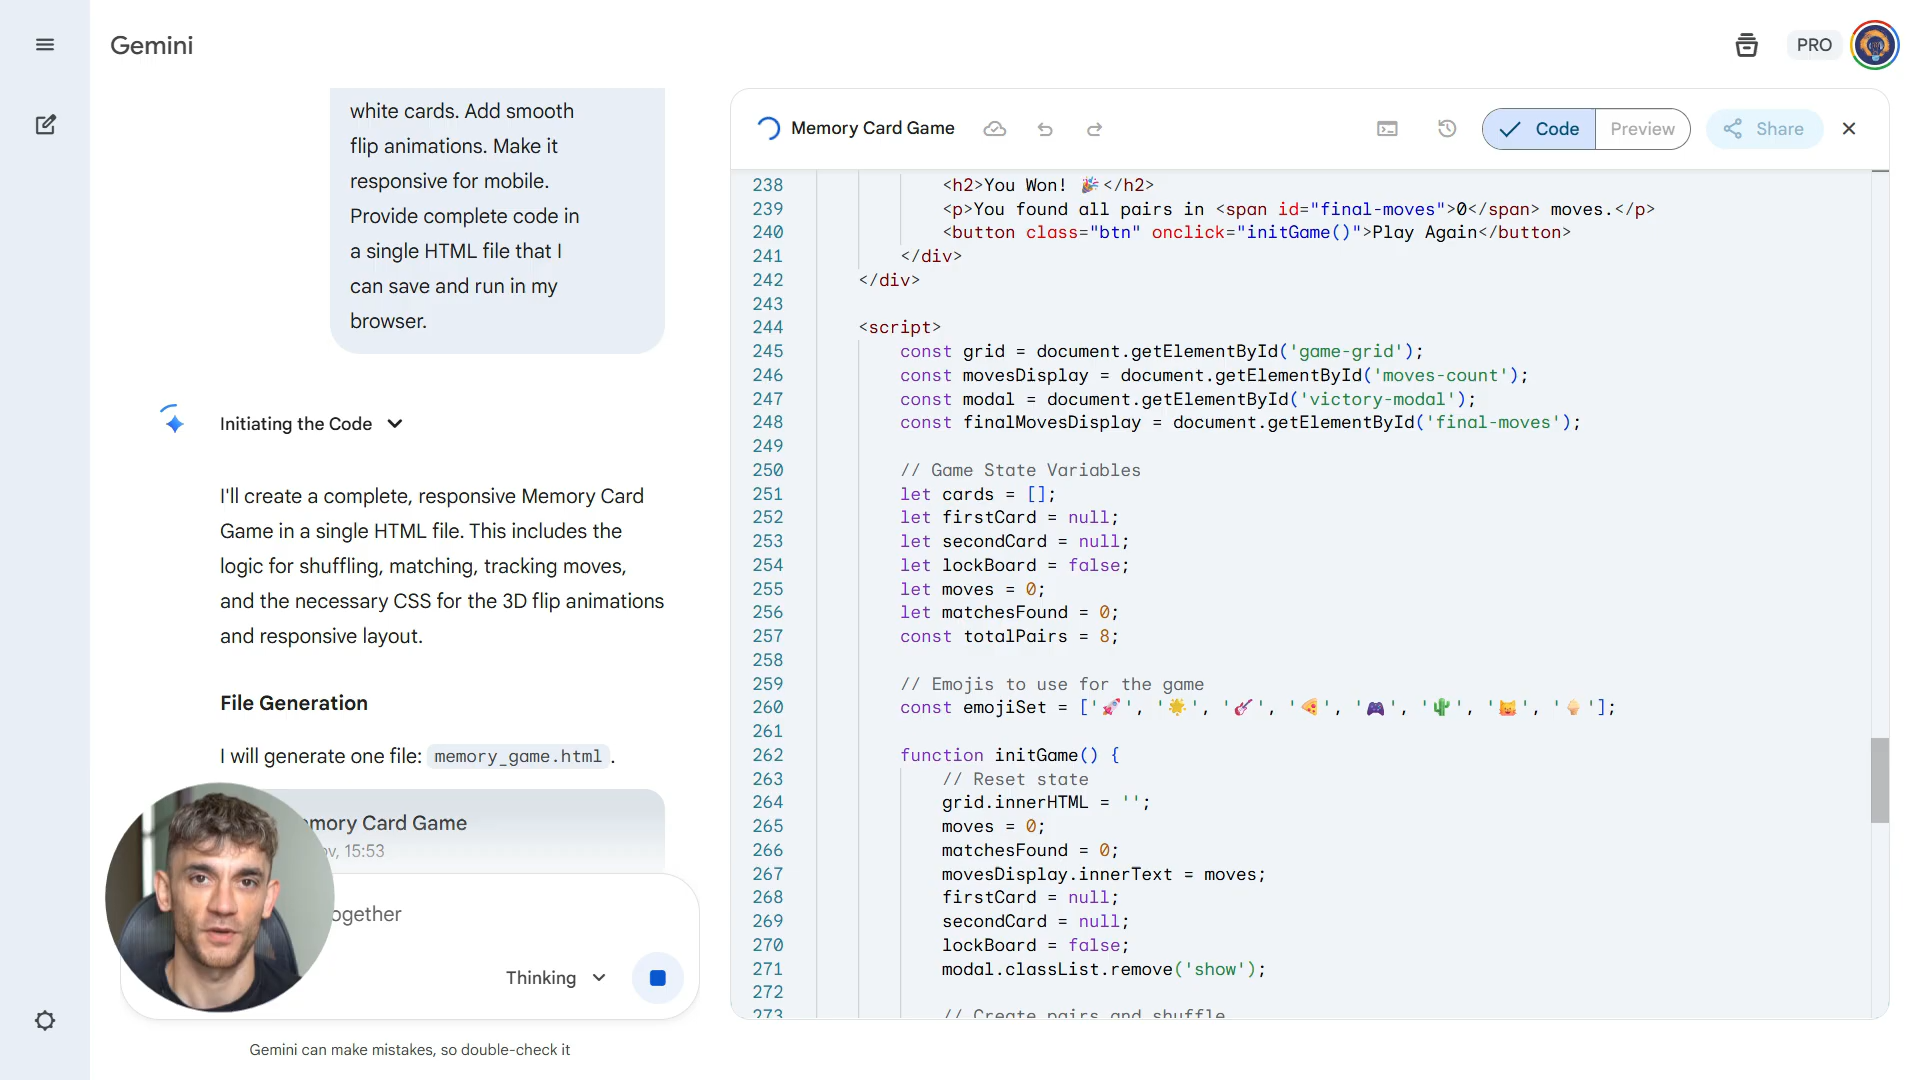 Gemini
PRO
white cards. Add smooth
flip animations. Make it
responsive for mobile.
Provide complete code in
a single HTML file that I
can save and run in my
browser.
Initiating the Code
I'll create a complete, responsive Memory Card
Game in a single HTML file. This includes the
logic for shuffling, matching, tracking moves,
and the necessary CSS for the 3D flip animations
and responsive layout.
File Generation
I will generate one file: memory_game.html.
Card Game
15:53
Thinking
Gemini can make mistakes, so double-check it
Memory Card Game
Code
Preview
Share
238 <h2>You Won! 🎉</h2>
239 <p>You found all pairs in <span id="final-moves">0</span> moves.</p>
240 <button class="btn" onclick="initGame()">Play Again</button>
241 </div>
242 </div>
243
244 <script>
245 const grid = document.getElementById('game-grid');
246 const movesDisplay = document.getElementById('moves-count');
247 const modal = document.getElementById('victory-modal');
248 const finalMovesDisplay = document.getElementById('final-moves');
249
250 // Game State Variables
251 let cards = [];
252 let firstCard = null;
253 let secondCard = null;
254 let lockBoard = false;
255 let moves = 0;
256 let matchesFound = 0;
257 const totalPairs = 8;
258
259 // Emojis to use for the game
260 const emojiSet = ['🚀', '🌟', '🎸', '🍕', '🎮', '🌵', '🐱', '🍦'];
261
262 function initGame() {
263 // Reset state
264 grid.innerHTML = '';
265 moves = 0;
266 matchesFound = 0;
267 movesDisplay.innerText = moves;
268 firstCard = null;
269 secondCard = null;
270 lockBoard = false;
271 modal.classList.remove('show');
272
273 // Create pairs and shuffle